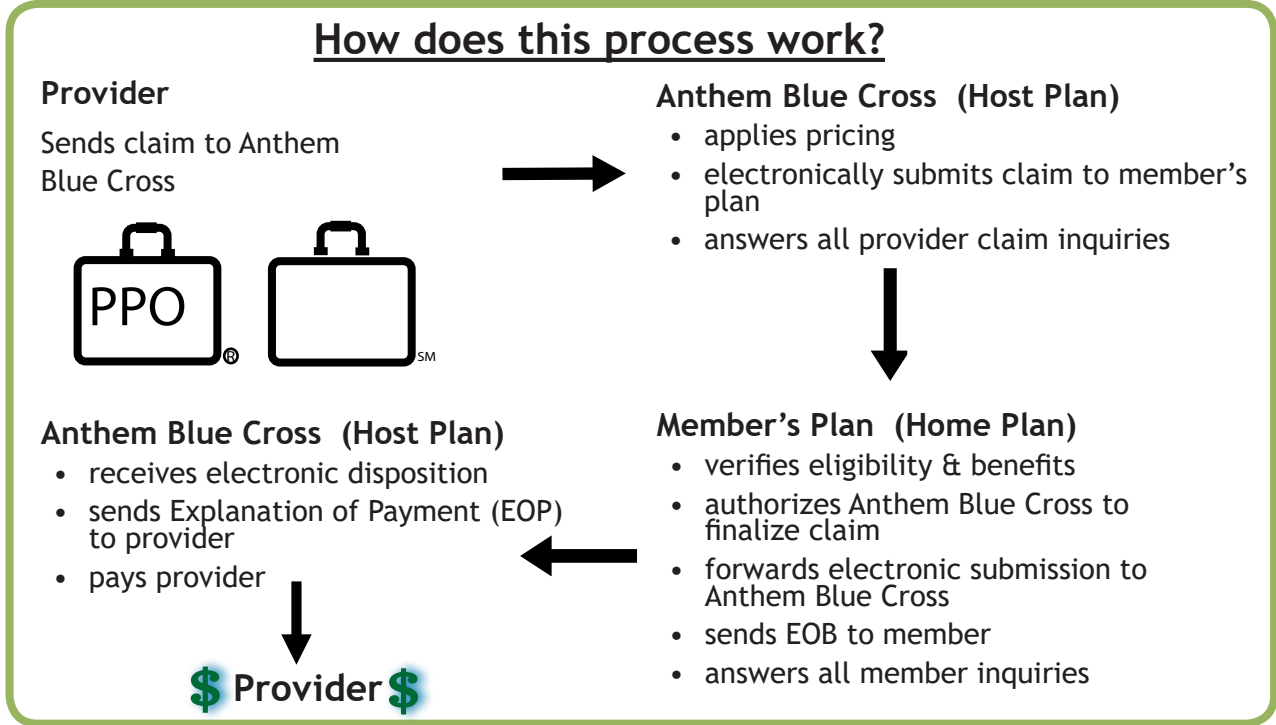 How does this process work?
Provider
Sends claim to Anthem
Blue Cross
PPO
®
SM
Anthem Blue Cross (Host Plan)
• applies pricing
• electronically submits claim to member’s
plan
• answers all provider claim inquiries
Member’s Plan (Home Plan)
• verifies eligibility & benefits
• authorizes Anthem Blue Cross to
finalize claim
• forwards electronic submission to
Anthem Blue Cross
• sends EOB to member
• answers all member inquiries
Anthem Blue Cross (Host Plan)
• receives electronic disposition
• sends Explanation of Payment (EOP)
to provider
• pays provider
$ Provider $